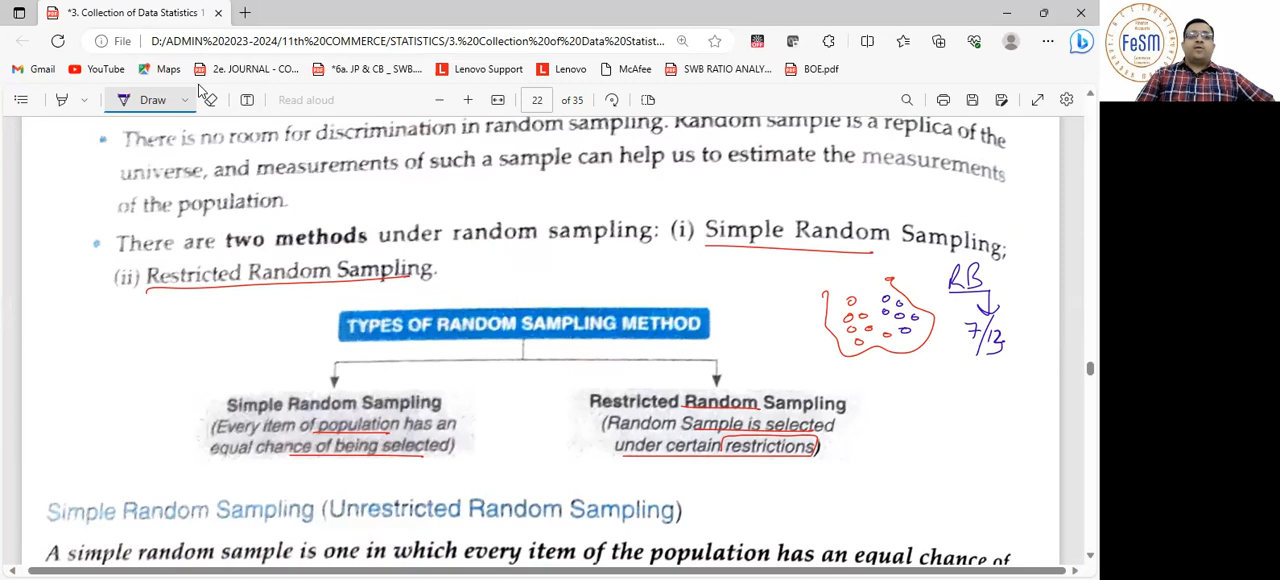 *3. Collection of Data Statistics 1
File D:/ADMIN%202023-2024/11th%20COMMERCE/STATISTICS/3.%20Collection%20of%20Data%20Statist...
Gmail YouTube Maps 2e. JOURNAL - CO... *6a. JP & CB _ SWB.... Lenovo Support Lenovo McAfee SWB RATIO ANALY... BOE.pdf
Draw Read aloud 22 of 35
There is no room for discrimination in random sampling. Random sample is a replica of the
universe, and measurements of such a sample can help us to estimate the measurements
of the population.
There are two methods under random sampling: (i) Simple Random Sampling;
(ii) Restricted Random Sampling.
RB
TYPES OF RANDOM SAMPLING METHOD
Simple Random Sampling
(Every item of population has an
equal chance of being selected)
Restricted Random Sampling
(Random Sample is selected
under certain restrictions)
Simple Random Sampling (Unrestricted Random Sampling)
A simple random sample is one in which every item of the population has an equal chance of
FeSM